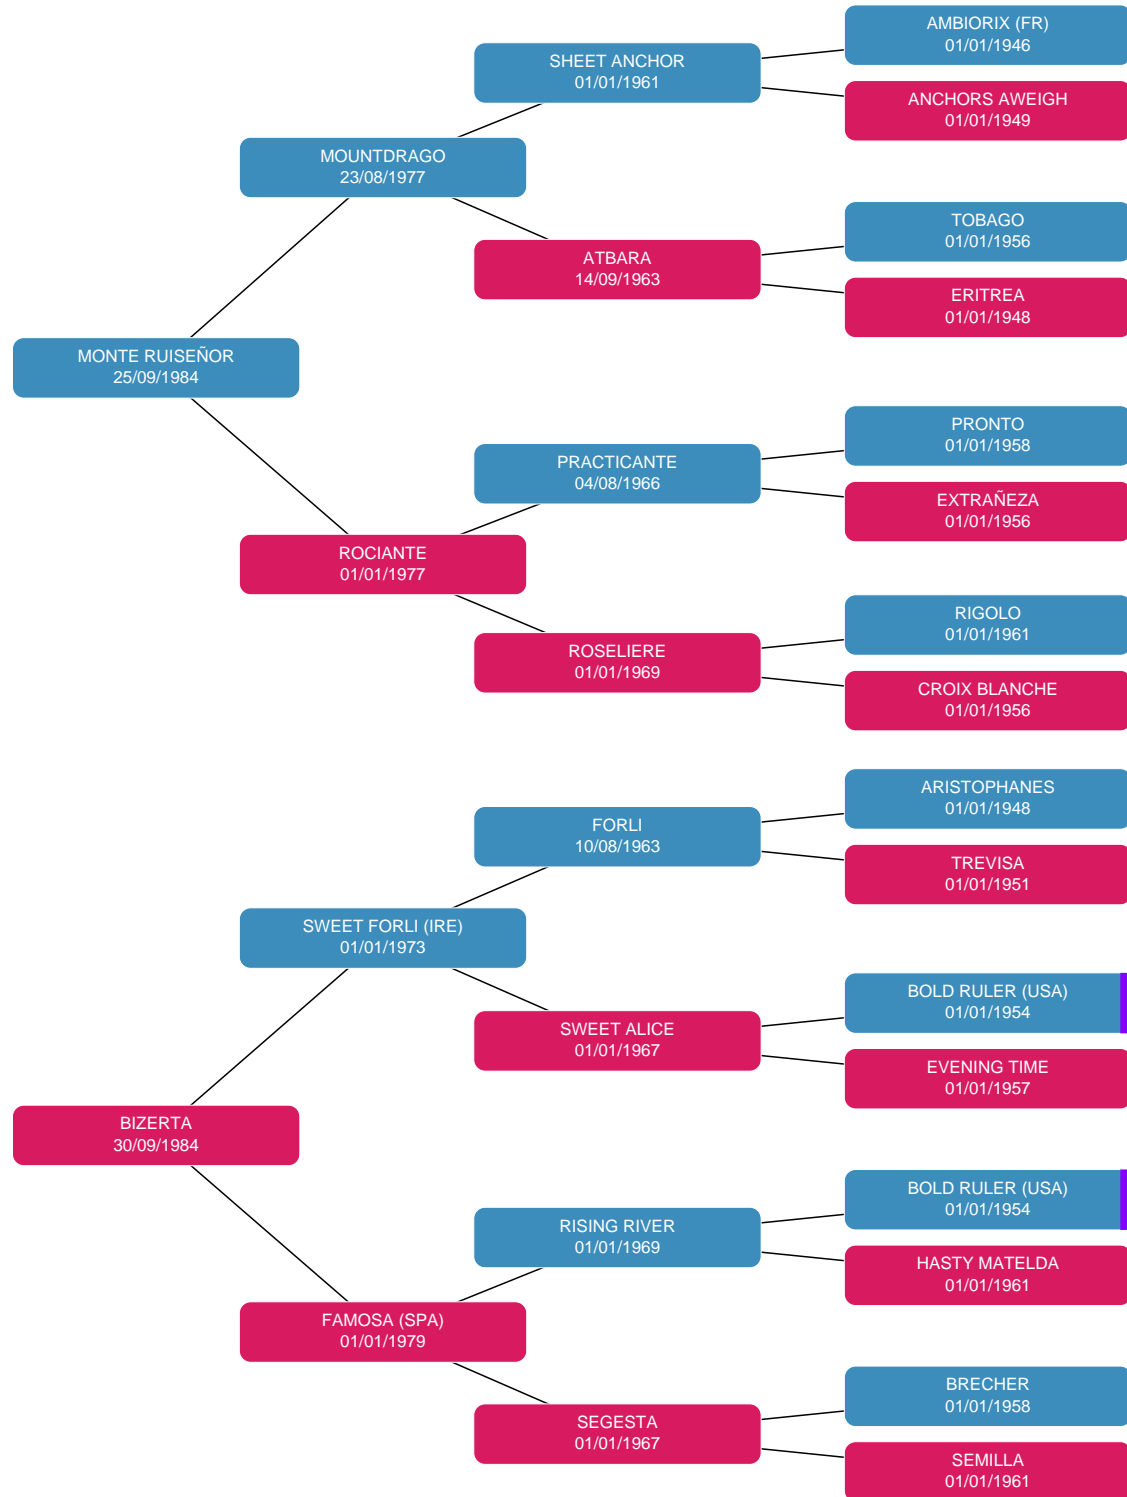 AMBIORIX (FR)
01/01/1946
SHEET ANCHOR
01/01/1961
ANCHORS AWEIGH
01/01/1949
MOUNTDRAGO
23/08/1977
TOBAGO
01/01/1956
ATBARA
14/09/1963
ERITREA
01/01/1948
MONTE RUISEÑOR
25/09/1984
PRONTO
01/01/1958
PRACTICANTE
04/08/1966
EXTRAÑEZA
01/01/1956
ROCIANTE
01/01/1977
RIGOLO
01/01/1961
ROSELIERE
01/01/1969
CROIX BLANCHE
01/01/1956
ARISTOPHANES
01/01/1948
FORLI
10/08/1963
TREVISA
01/01/1951
SWEET FORLI (IRE)
01/01/1973
BOLD RULER (USA)
01/01/1954
SWEET ALICE
01/01/1967
EVENING TIME
01/01/1957
BIZERTA
30/09/1984
BOLD RULER (USA)
01/01/1954
RISING RIVER
01/01/1969
HASTY MATELDA
01/01/1961
FAMOSA (SPA)
01/01/1979
BRECHER
01/01/1958
SEGESTA
01/01/1967
SEMILLA
01/01/1961